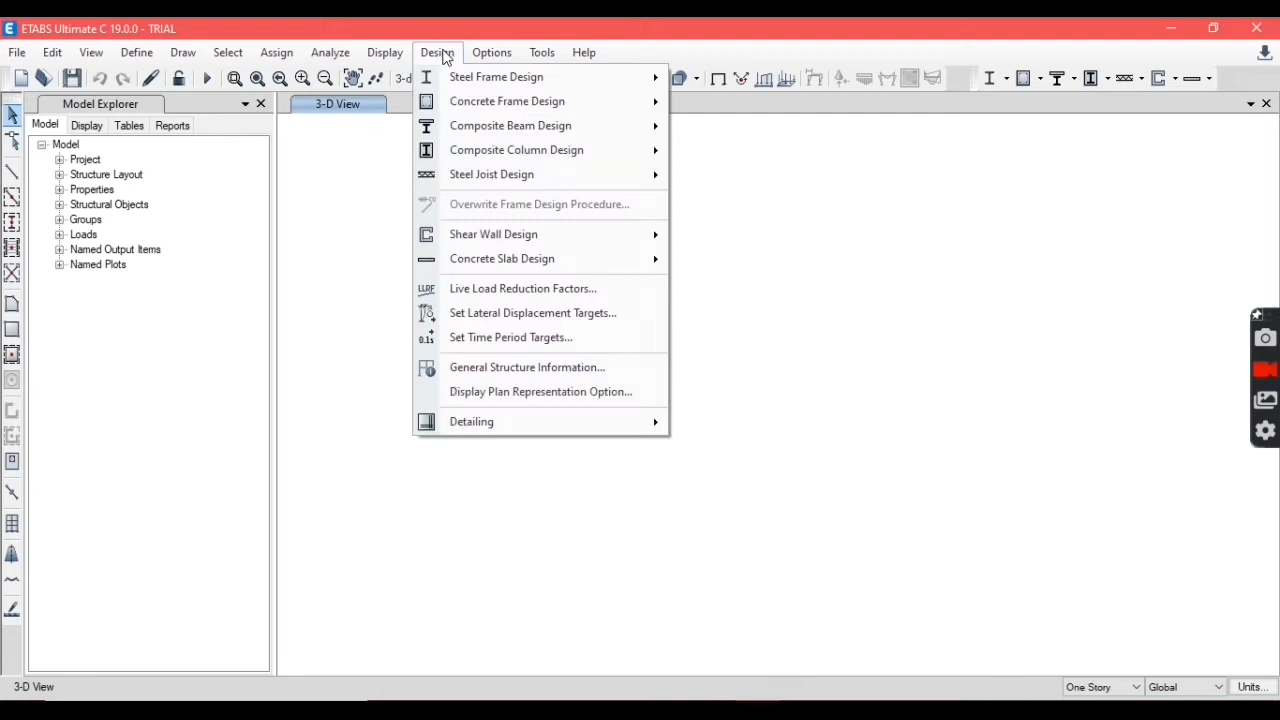 ETABS Ultimate C 19.0.0 - TRIAL
File Edit View Define Draw Select Assign Analyze Display Design Options Tools Help
3-d
Model Explorer
3-D View
Model Display Tables Reports
Model
Project
Structure Layout
Properties
Structural Objects
Groups
Loads
Named Output Items
Named Plots
Steel Frame Design
Concrete Frame Design
Composite Beam Design
Composite Column Design
Steel Joist Design
Overwrite Frame Design Procedure...
Shear Wall Design
Concrete Slab Design
LLRF Live Load Reduction Factors...
Set Lateral Displacement Targets...
0.1s Set Time Period Targets...
General Structure Information...
Display Plan Representation Option...
Detailing
3-D View
One Story Global Units...